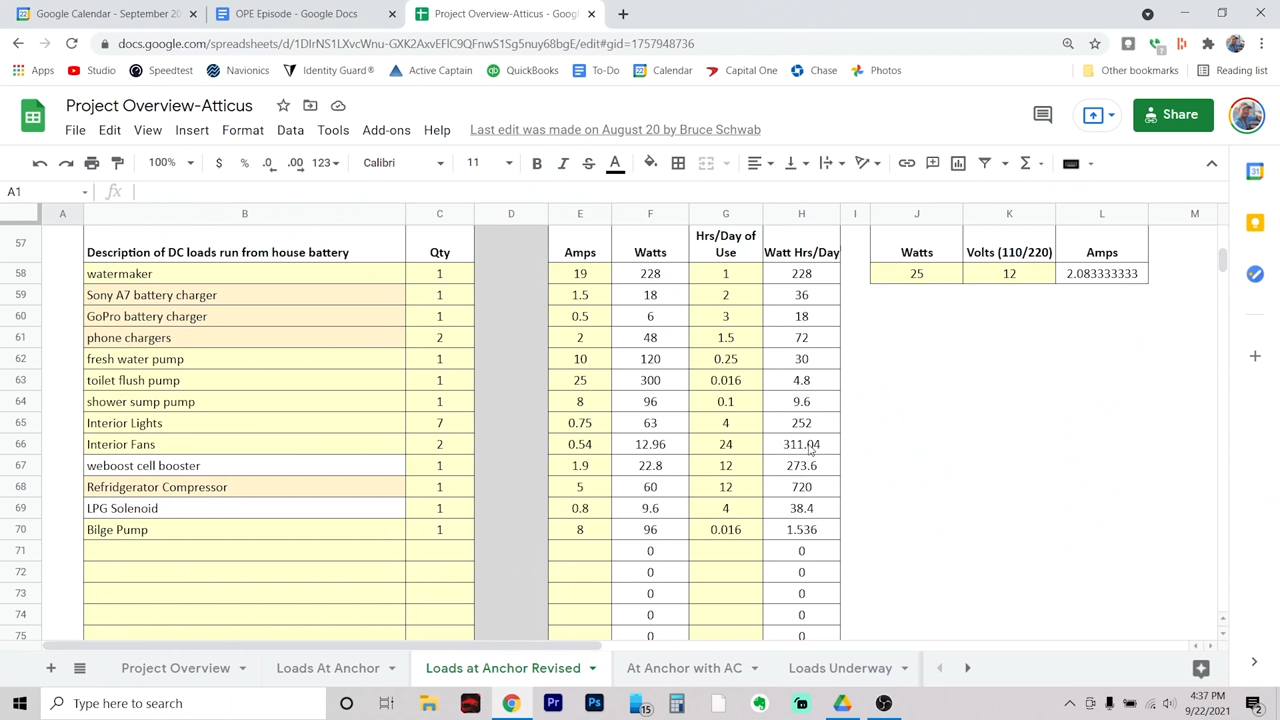 Google Calendar - September 20
OPE Episode - Google Docs
Project Overview-Atticus - Goog
docs.google.com/spreadsheets/d/1DIrNS1LXvcWnu-GXK2AxvEFIC9QFnwS1Sg5nuy68bgE/edit#gid=1757948736
Apps Studio Speedtest Navionics Identity Guard® Active Captain QuickBooks To-Do Calendar Capital One Chase Photos Other bookmarks Reading list
Project Overview-Atticus
Share
File Edit View Insert Format Data Tools Add-ons Help Last edit was made on August 20 by Bruce Schwab
100% $ % .0 .00 123 Calibri 11 B I S A
A1 fx
31
A B C D E F G H I J K L M
57 Description of DC loads run from house battery Qty Amps Watts Hrs/Day of Use Watt Hrs/Day Watts Volts (110/220) Amps
58 watermaker 1 19 228 1 228 25 12 2.083333333
59 Sony A7 battery charger 1 1.5 18 2 36
60 GoPro battery charger 1 0.5 6 3 18
61 phone chargers 2 2 48 1.5 72
62 fresh water pump 1 10 120 0.25 30
63 toilet flush pump 1 25 300 0.016 4.8
64 shower sump pump 1 8 96 0.1 9.6
65 Interior Lights 7 0.75 63 4 252
66 Interior Fans 2 0.54 12.96 24 311.04
67 weboost cell booster 1 1.9 22.8 12 273.6
68 Refridgerator Compressor 1 5 60 12 720
69 LPG Solenoid 1 0.8 9.6 4 38.4
70 Bilge Pump 1 8 96 0.016 1.536
71 0 0
72 0 0
73 0 0
74 0 0
75 0 0
Project Overview Loads At Anchor Loads at Anchor Revised At Anchor with AC Loads Underway
Type here to search
Pr Ps 15
4:37 PM
9/22/2021
2